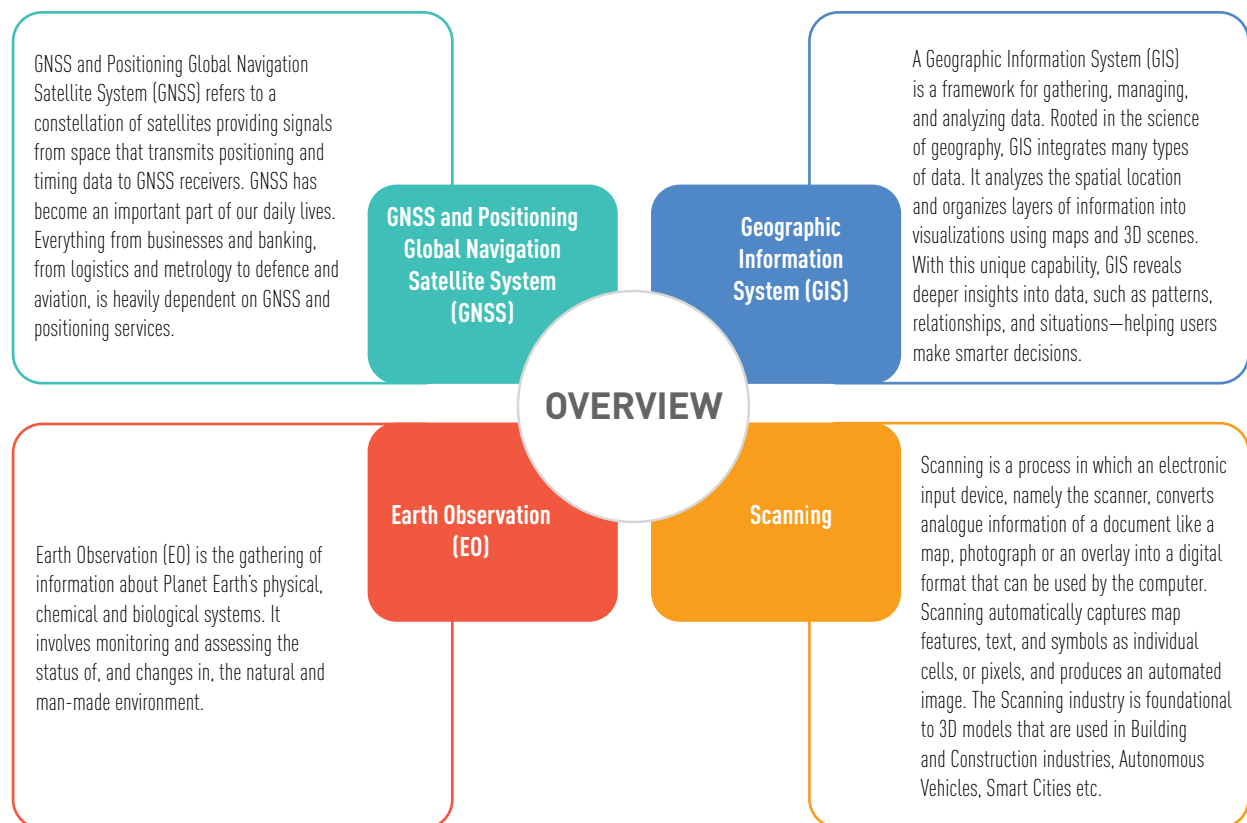 GNSS and Positioning Global Navigation
Satellite System (GNSS) refers to a
constellation of satellites providing signals
from space that transmits positioning and
timing data to GNSS receivers. GNSS has
become an important part of our daily lives.
Everything from businesses and banking,
from logistics and metrology to defence and
aviation, is heavily dependent on GNSS and
positioning services.
GNSS and Positioning
Global Navigation
Satellite System
(GNSS)
Geographic
Information
System (GIS)
A Geographic Information System (GIS)
is a framework for gathering, managing,
and analyzing data. Rooted in the science
of geography, GIS integrates many types
of data. It analyzes the spatial location
and organizes layers of information into
visualizations using maps and 3D scenes.
With this unique capability, GIS reveals
deeper insights into data, such as patterns,
relationships, and situations—helping users
make smarter decisions.
OVERVIEW
Earth Observation (EO) is the gathering of
information about Planet Earth's physical,
chemical and biological systems. It
involves monitoring and assessing the
status of, and changes in, the natural and
man-made environment.
Earth Observation
(EO)
Scanning
Scanning is a process in which an electronic
input device, namely the scanner, converts
analogue information of a document like a
map, photograph or an overlay into a digital
format that can be used by the computer.
Scanning automatically captures map
features, text, and symbols as individual
cells, or pixels, and produces an automated
image. The Scanning industry is foundational
to 3D models that are used in Building
and Construction industries, Autonomous
Vehicles, Smart Cities etc.